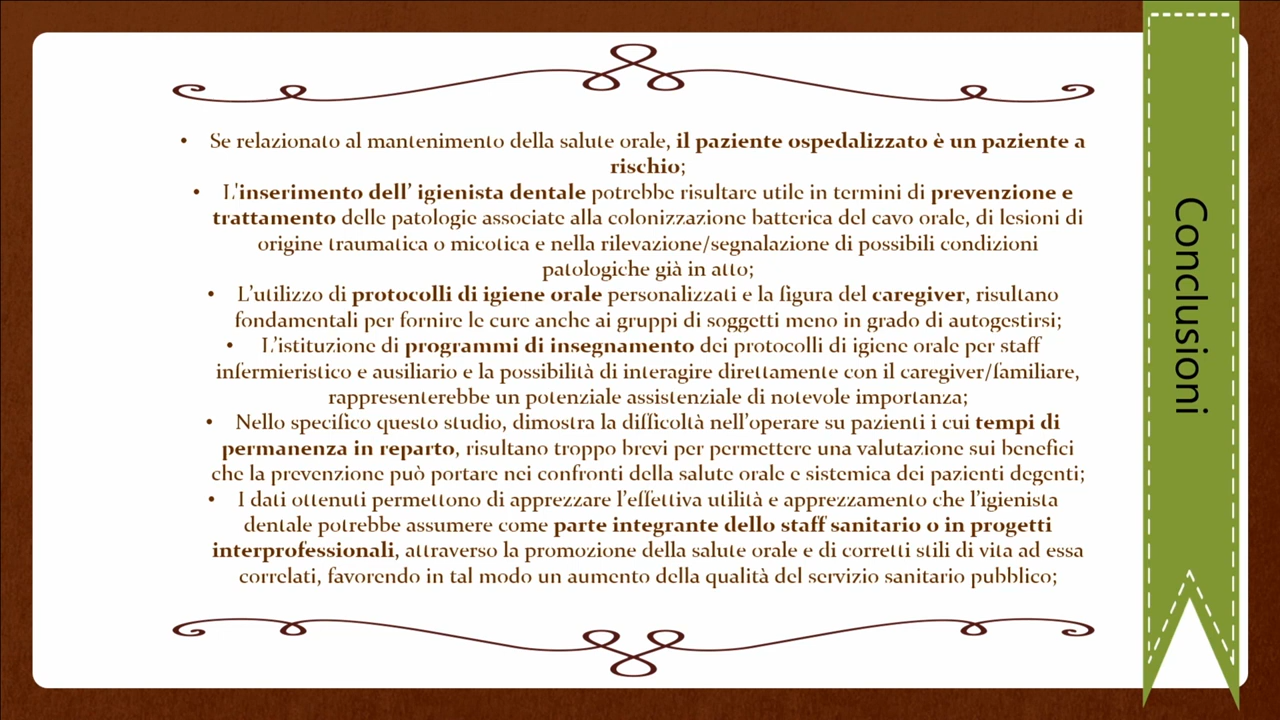 • Se relazionato al mantenimento della salute orale, il paziente ospedalizzato è un paziente a
rischio;
• L'inserimento dell' igienista dentale potrebbe risultare utile in termini di prevenzione e
trattamento delle patologie associate alla colonizzazione batterica del cavo orale, di lesioni di
origine traumatica o micotica e nella rilevazione/segnalazione di possibili condizioni
patologiche già in atto;
• L'utilizzo di protocolli di igiene orale personalizzati e la figura del caregiver, risultano
fondamentali per fornire le cure anche ai gruppi di soggetti meno in grado di autogestirsi;
• L'istituzione di programmi di insegnamento dei protocolli di igiene orale per staff
infermieristico e ausiliario e la possibilità di interagire direttamente con il caregiver/familiare,
rappresenterebbe un potenziale assistenziale di notevole importanza;
• Nello specifico questo studio, dimostra la difficoltà nell'operare su pazienti i cui tempi di
permanenza in reparto, risultano troppo brevi per permettere una valutazione sui benefici
che la prevenzione può portare nei confronti della salute orale e sistemica dei pazienti degenti;
• I dati ottenuti permettono di apprezzare l'effettiva utilità e apprezzamento che l'igienista
dentale potrebbe assumere come parte integrante dello staff sanitario o in progetti
interprofessionali, attraverso la promozione della salute orale e di corretti stili di vita ad essa
correlati, favorendo in tal modo un aumento della qualità del servizio sanitario pubblico;
Conclusioni